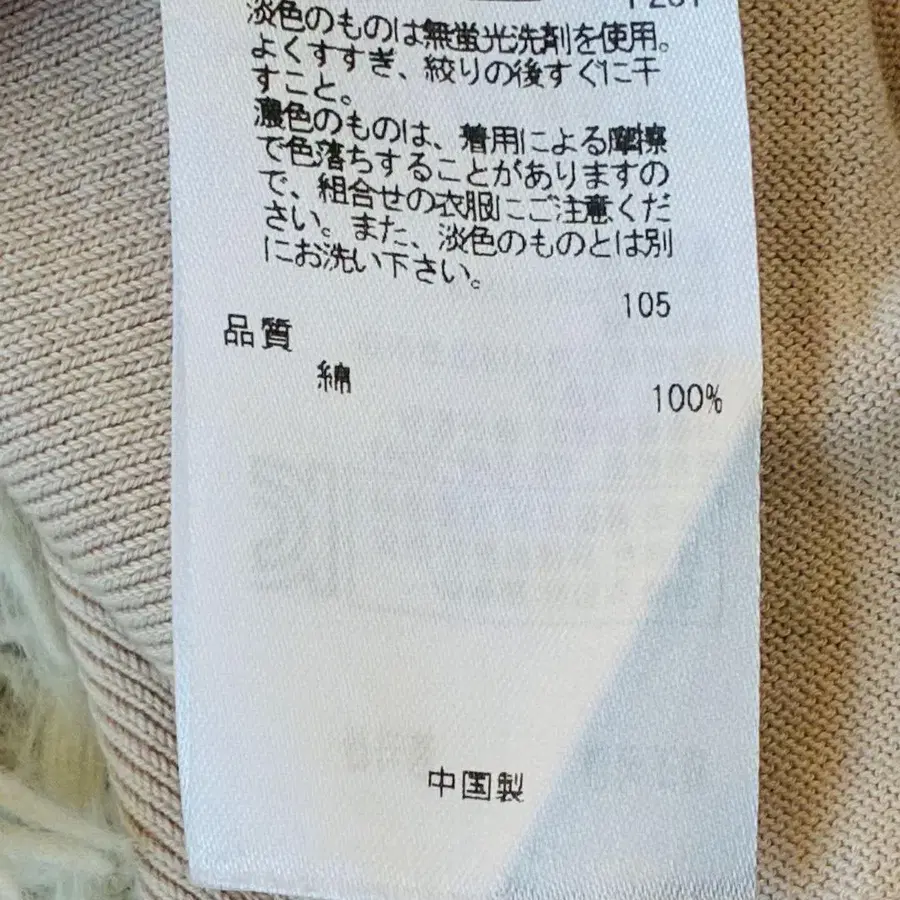 淡色のものは無蛍光洗剤を使用。
よくすすぎ、絞りの後すぐに干
すこと。
濃色のものは、着用による摩擦
で色落ちすることがありますの
で、組合せの衣服にご注意くだ
さい。また、淡色のものとは別
にお洗い下さい。
105
品質
綿 100%
中国製